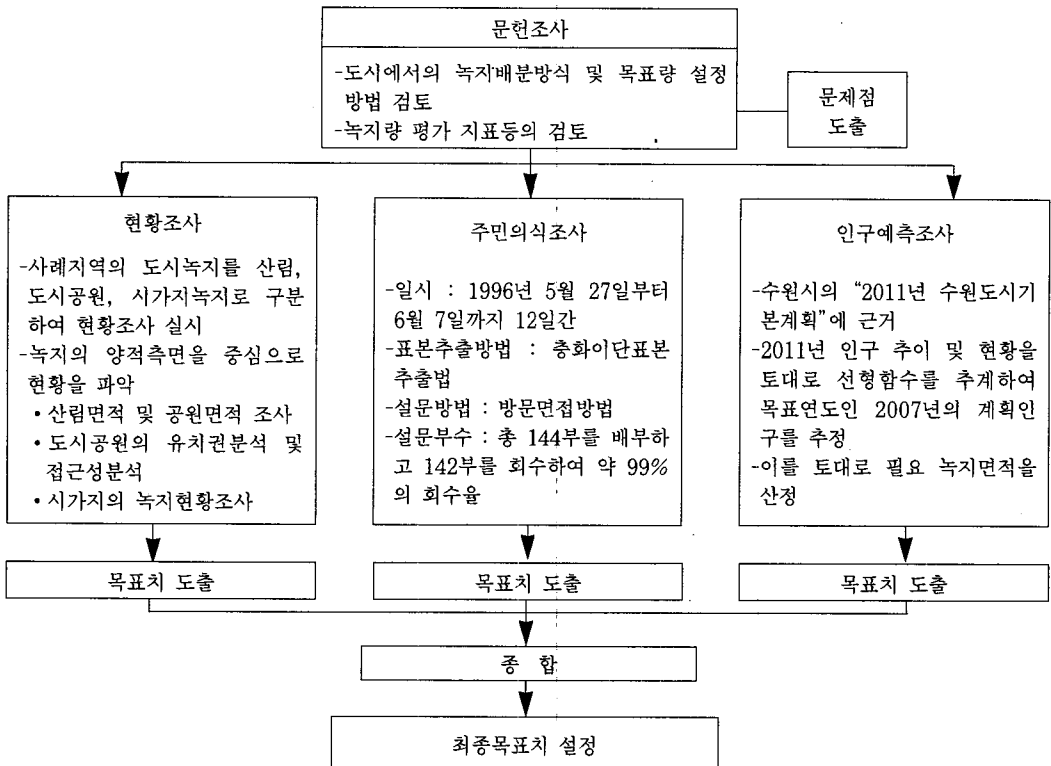 문헌조사
-도시에서의 녹지배분방식 및 목표량 설정
방법 검토
-녹지량 평가 지표등의 검토
문제점
도출
현황조사
-사례지역의 도시녹지를 산림,
도시공원, 시가지녹지로 구분
하여 현황조사 실시
-녹지의 양적측면을 중심으로
현황을 파악
• 산림면적 및 공원면적 조사
• 도시공원의 유치권분석 및
접근성분석
• 시가지의 녹지현황조사
주민의식조사
-일시 : 1996년 5월 27일부터
6월 7일까지 12일간
-표본추출방법 : 층화이단표본
추출법
-설문방법 : 방문면접방법
-설문부수 : 총 144부를 배부하
고 142부를 회수하여 약 99%
의 회수율
인구예측조사
-수원시의 “2011년 수원도시기
본계획”에 근거
-2011년 인구 추이 및 현황을
토대로 선형함수를 추계하여
목표연도인 2007년의 계획인
구를 추정
-이를 토대로 필요 녹지면적을
산정
목표치 도출
목표치 도출
목표치 도출
종 합
최종목표치 설정